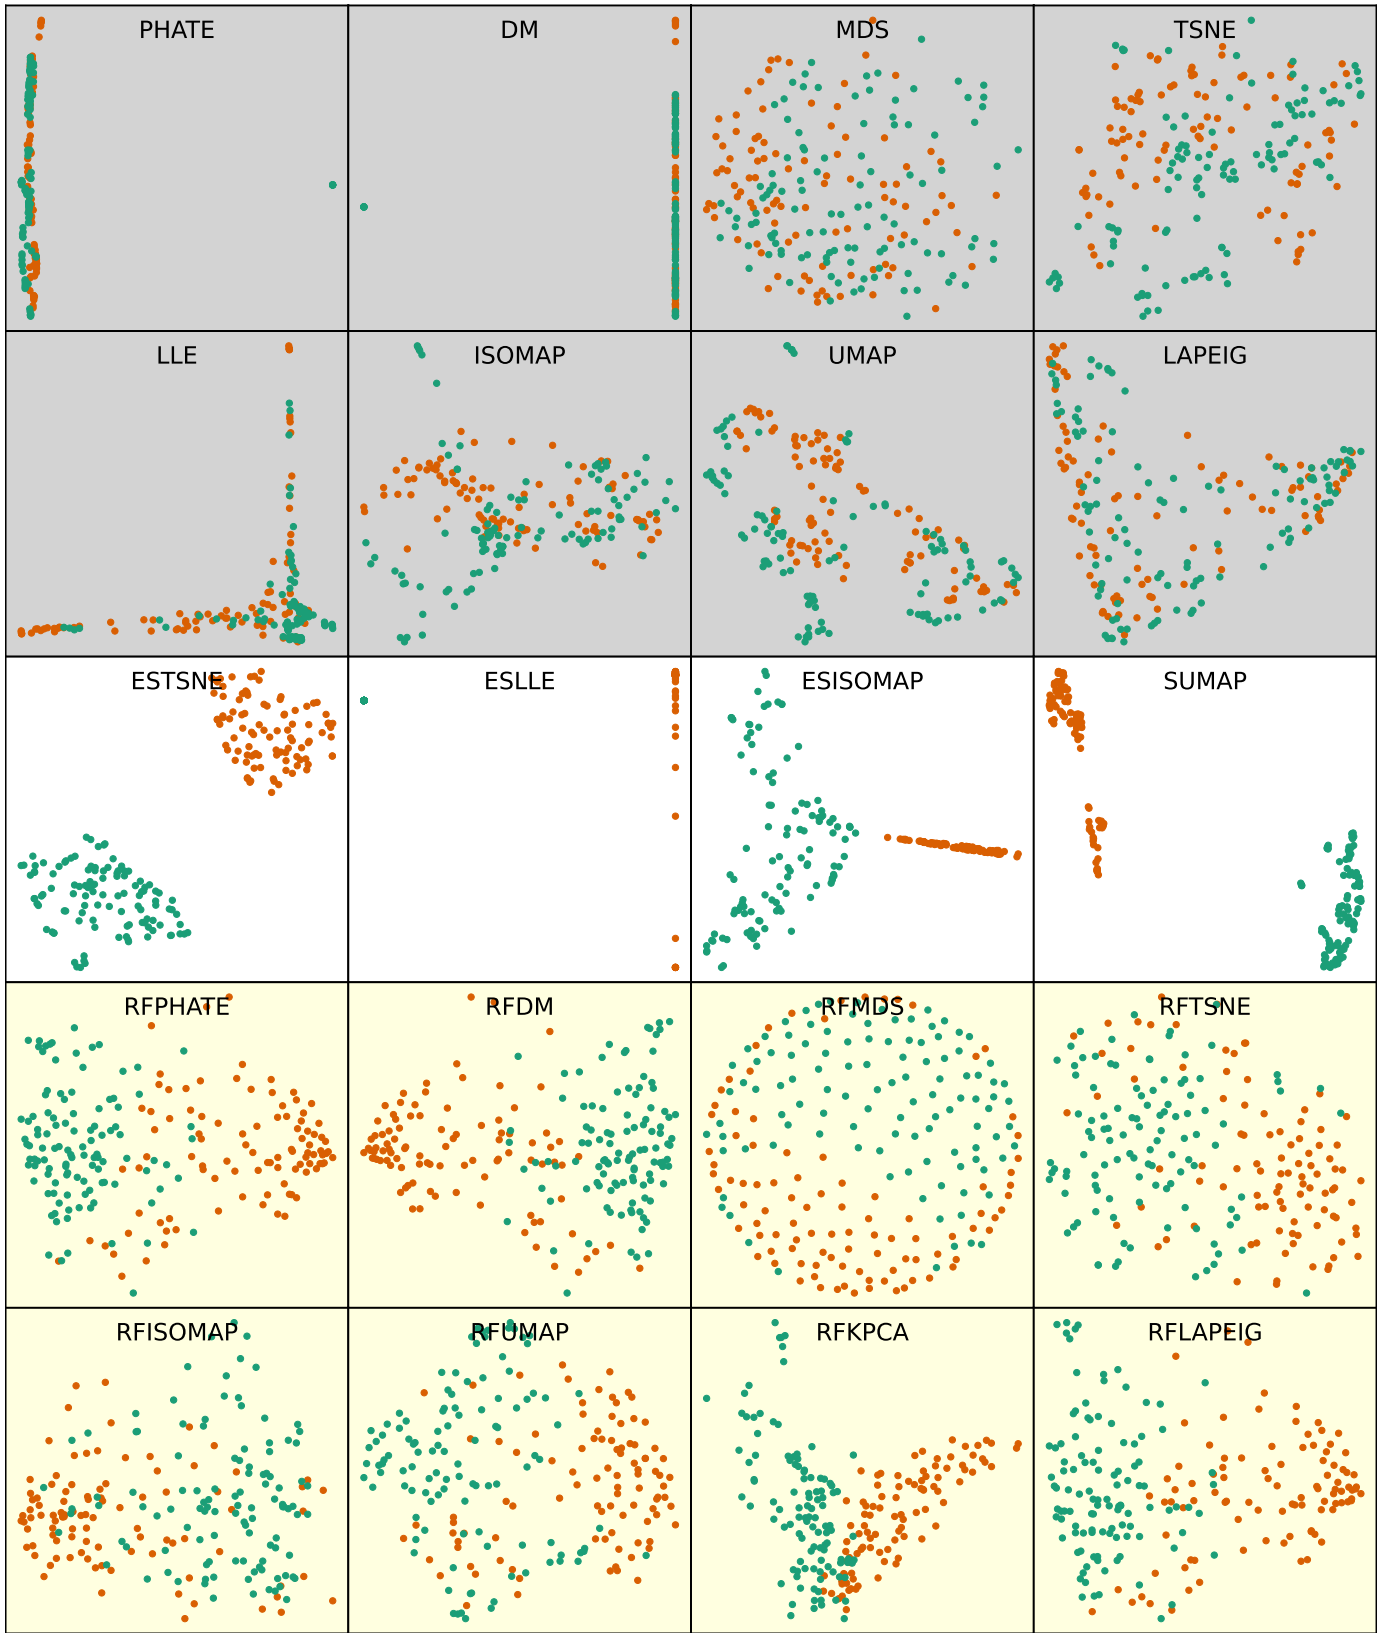 PHATE
DM
MDS
TSNE
LLE
ISOMAP
UMAP
LAPEIG
ESTSNE
ESLLE
ESISOMAP
SUMAP
RFPHATE
RFDM
RFMDS
RFTSNE
RFISOMAP
RFUMAP
RFKPCA
RFLAPEIG